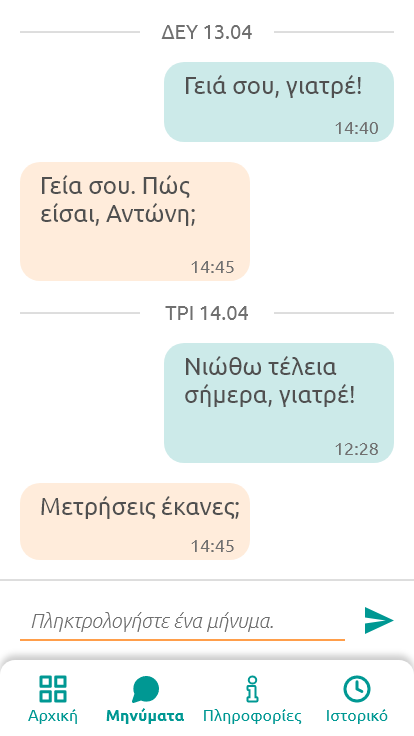 ΔΕΥ 13.04
Γειά σου, γιατρέ!
14:40
Γεία σου. Πώς
είσαι, Αντώνη;
14:45
ΤΡΙ 14.04
Νιώθω τέλεια
σήμερα, γιατρέ!
12:28
Μετρήσεις έκανες;
14:45
Πληκτρολογήστε ένα μήνυμα.
Αρχική
Μηνύματα
Πληροφορίες
Ιστορικό